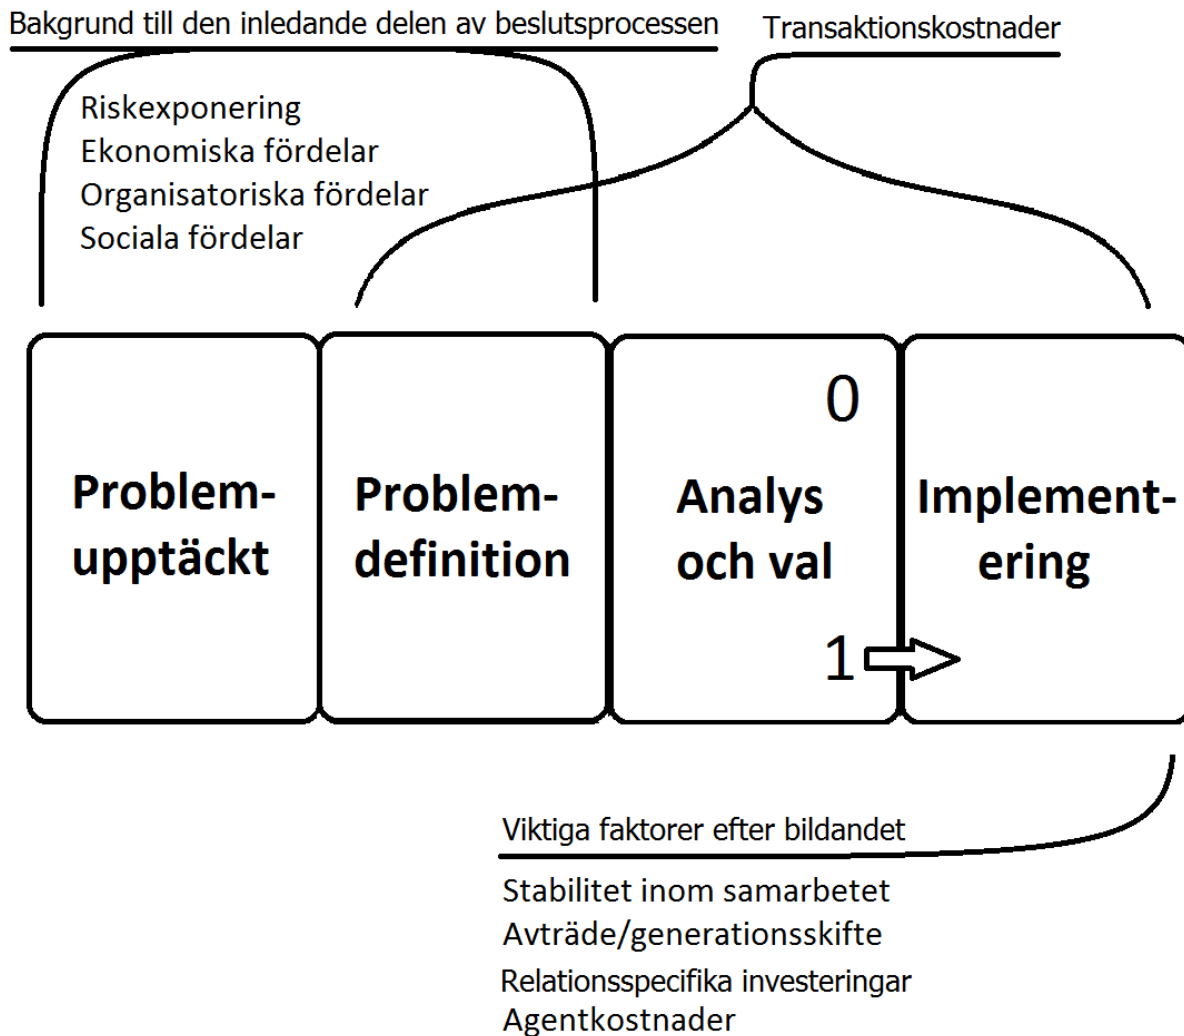 Bakgrund till den inledande delen av beslutsprocessen
Transaktionskostnader
Riskexponering
Ekonomiska fördelar
Organisatoriska fördelar
Sociala fördelar
Problem-
upptäckt
Problem-
definition
0
Analys
och val
1
Implement-
ering
Viktiga faktorer efter bildandet
Stabilitet inom samarbetet
Avträde/generationsskifte
Relationsspecifika investeringar
Agentkostnader